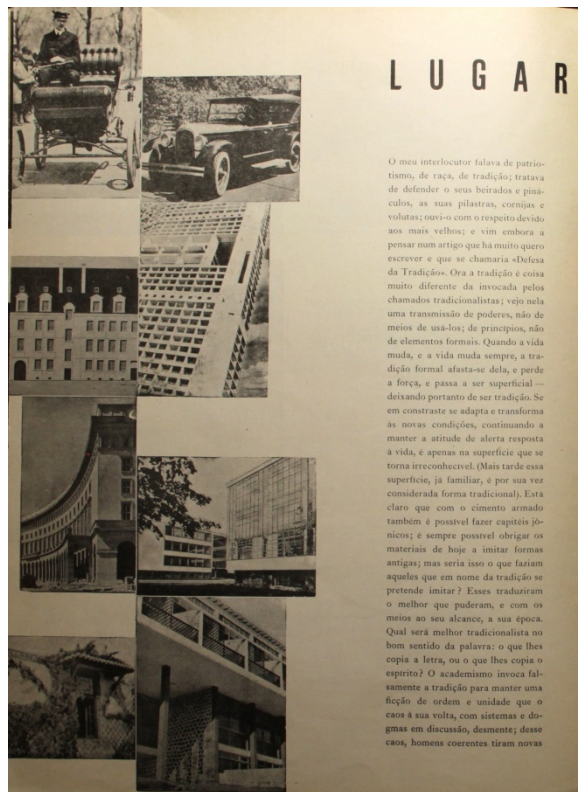 LUGAR
O meu interlocutor falava de patrio-
tismo, de raça, de tradição; tratava
de defender o seus beirados e piná-
culos, as suas pilastras, cornijas e
volutas; ouvi-o com o respeito devido
aos mais velhos; e vim embora a
pensar num artigo que há muito quero
escrever e que se chamaria «Defesa
da Tradição». Ora a tradição é coisa
muito diferente da invocada pelos
chamados tradicionalistas; vejo nela
uma transmissão de poderes, não de
meios de usá-los; de princípios, não
de elementos formais. Quando a vida
muda, e a vida muda sempre, a tra-
dição formal afasta-se dela, e perde
a força, e passa a ser superficial —
deixando portanto de ser tradição. Se
em constraste se adapta e transforma
às novas condições, continuando a
manter a atitude de alerta resposta
à vida, é apenas na superfície que se
torna irreconhecível. (Mais tarde essa
superfície, já familiar, é por sua vez
considerada forma tradicional). Está
claro que com o cimento armado
também é possível fazer capitéis jó-
nicos; é sempre possível obrigar os
materiais de hoje a imitar formas
antigas; mas seria isso o que faziam
aqueles que em nome da tradição se
pretende imitar? Esses traduziram
o melhor que puderam, e com os
meios ao seu alcance, a sua época.
Qual será melhor tradicionalista no
bom sentido da palavra: o que lhes
copia a letra, ou o que lhes copia o
espírito? O academismo invoca fal-
samente a tradição para manter uma
ficção de ordem e unidade que o
caos à sua volta, com sistemas e do-
gmas em discussão, desmente; desse
caos, homens coerentes tiram novas